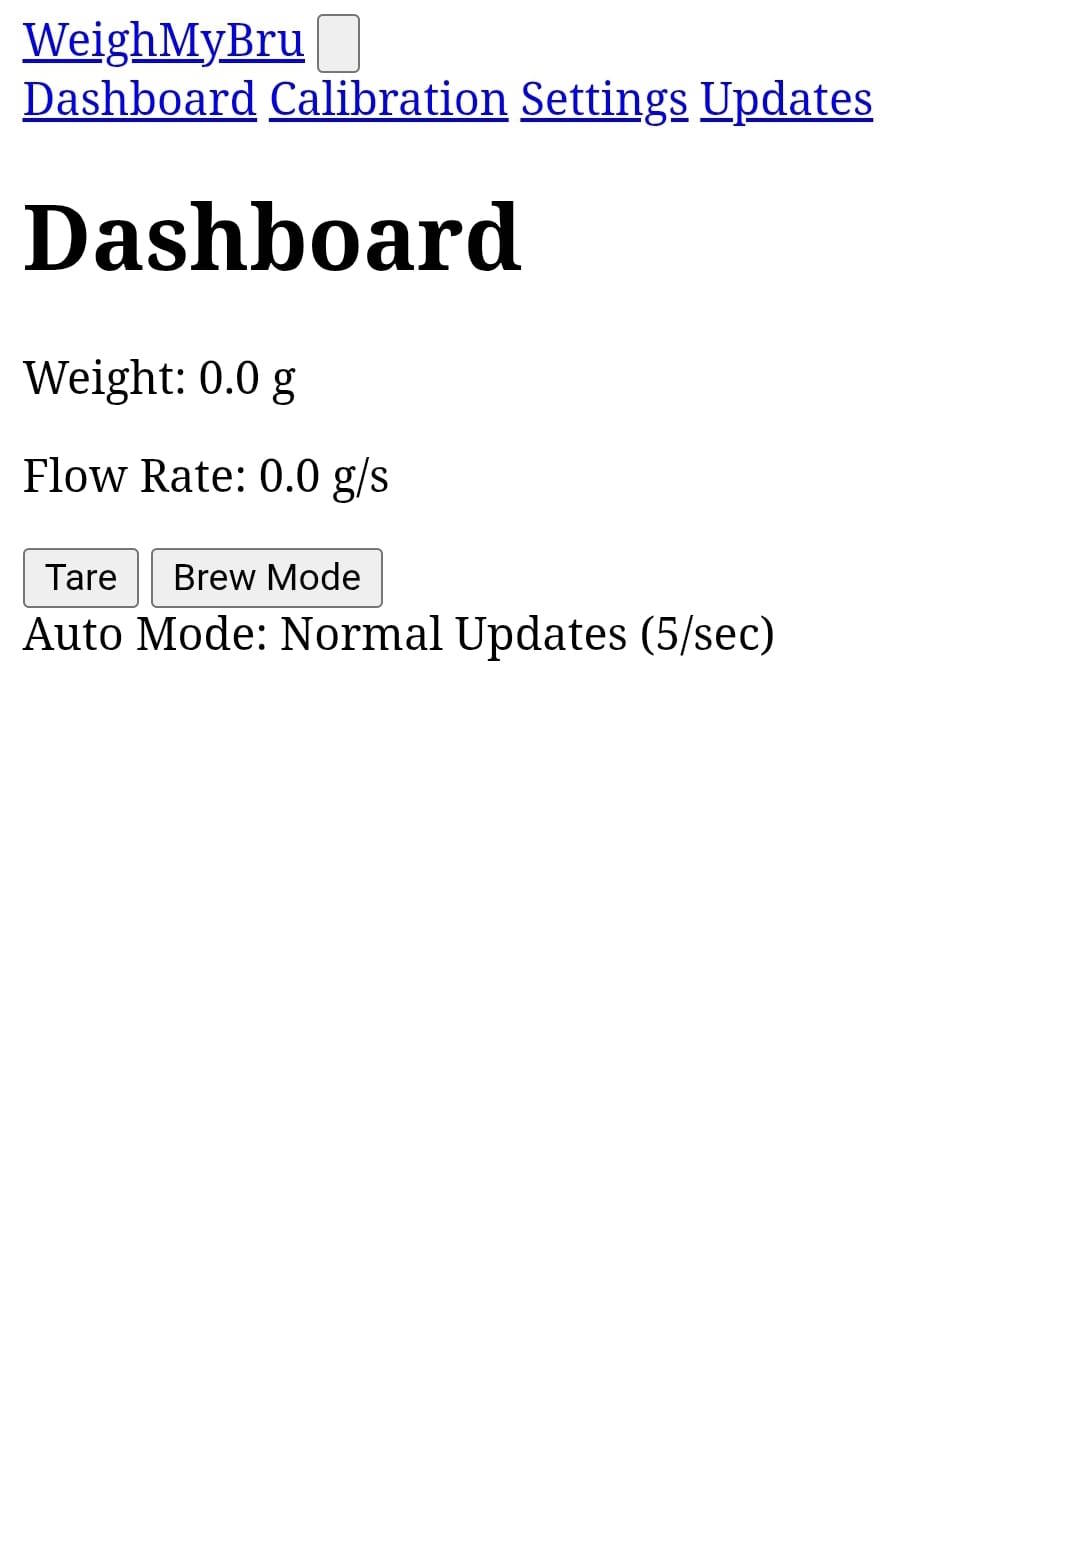 WeighMyBru
Dashboard Calibration Settings Updates
Dashboard
Weight: 0.0 g
Flow Rate: 0.0 g/s
Tare Brew Mode
Auto Mode: Normal Updates (5/sec)